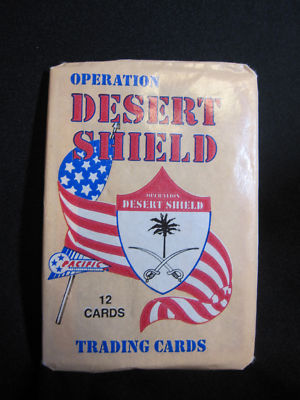 OPERATION
DESERT
SHIELD
OPERATION
DESERT SHIELD
PACIFIC
12
CARDS
TRADING CARDS